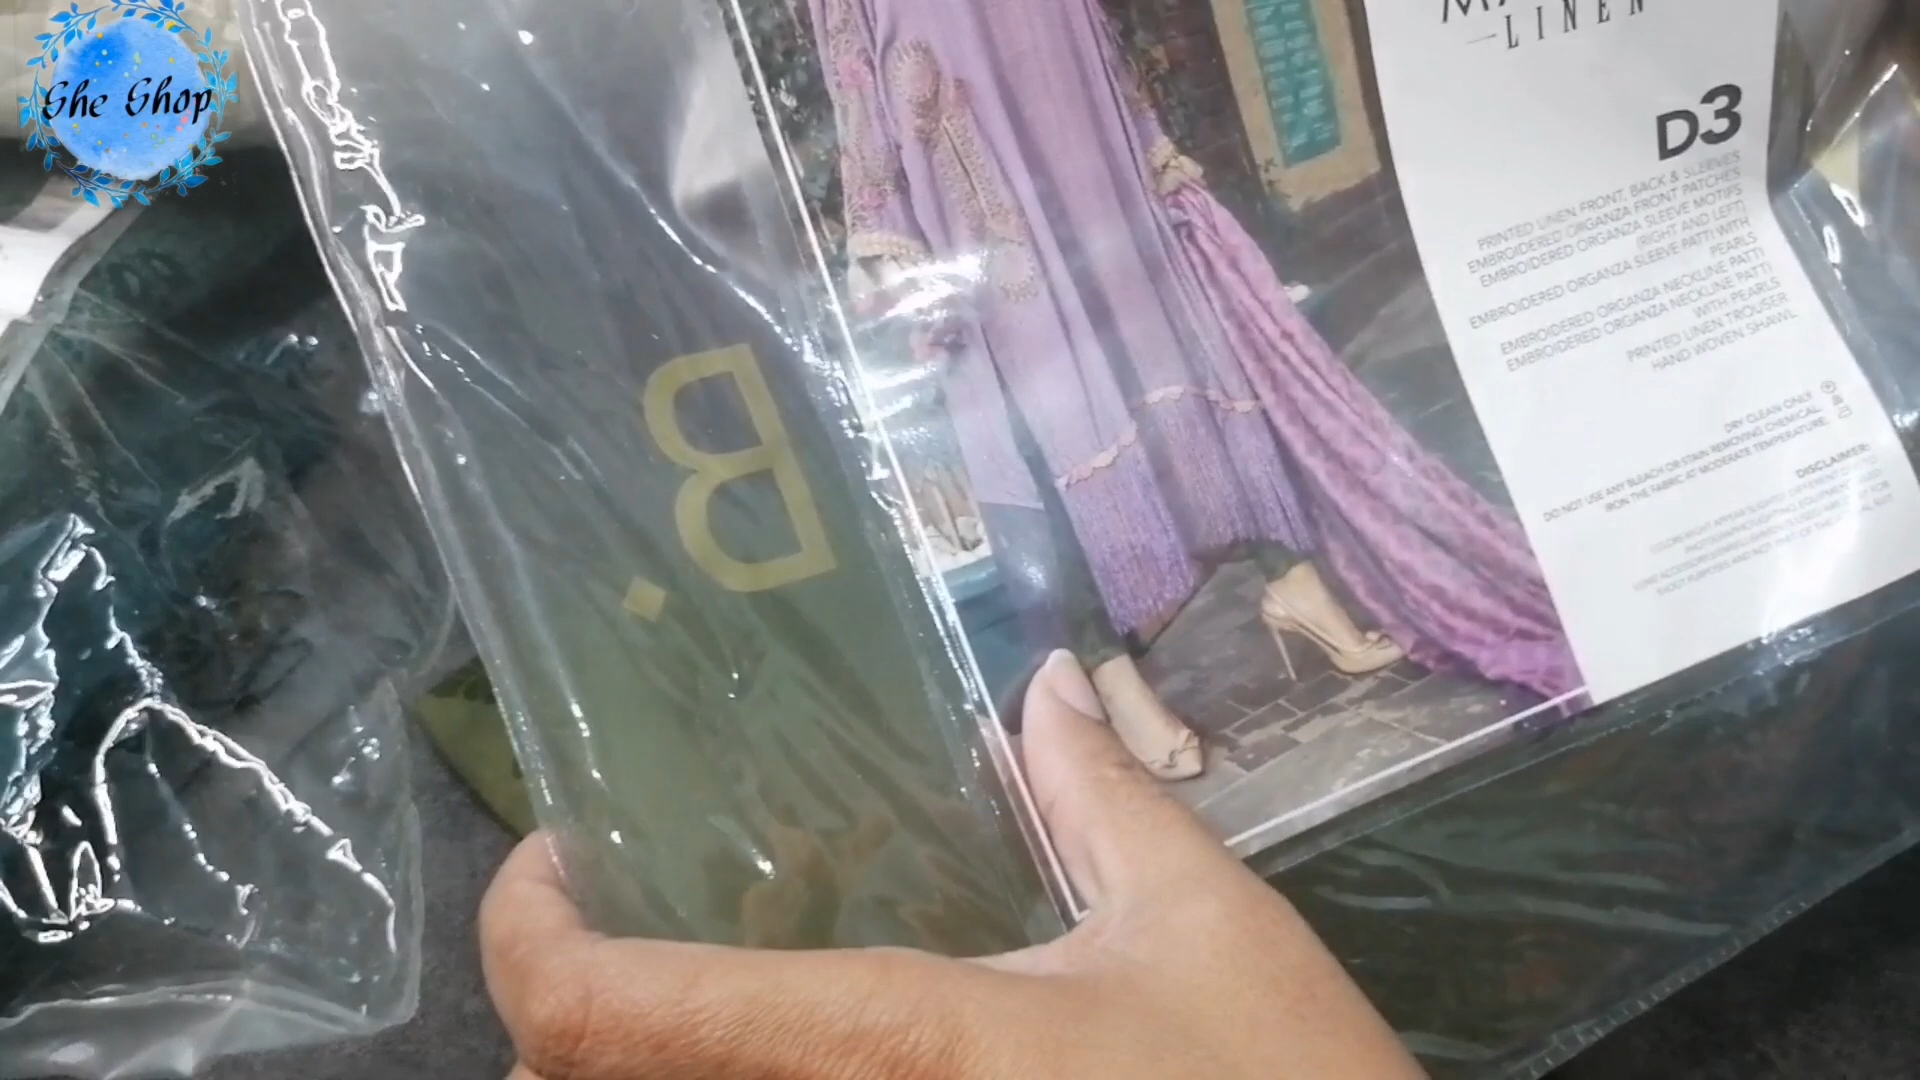 She Shop
LINEN
D3
PRINTED LINEN FRONT, BACK & SLEEVES
EMBROIDERED ORGANZA FRONT PATCHES
EMBROIDERED ORGANZA SLEEVE MOTIFS
(RIGHT AND LEFT)
EMBROIDERED ORGANZA SLEEVE PATTI WITH
PEARLS
EMBROIDERED ORGANZA NECKLINE PATTI
EMBROIDERED ORGANZA NECKLINE PATTI
WITH PEARLS
PRINTED LINEN TROUSER
HAND WOVEN SHAWL
DRY CLEAN ONLY
DO NOT USE ANY BLEACH OR STAIN REMOVING CHEMICAL.
IRON THE FABRIC AT MODERATE TEMPERATURE.
DISCLAIMER:
B.